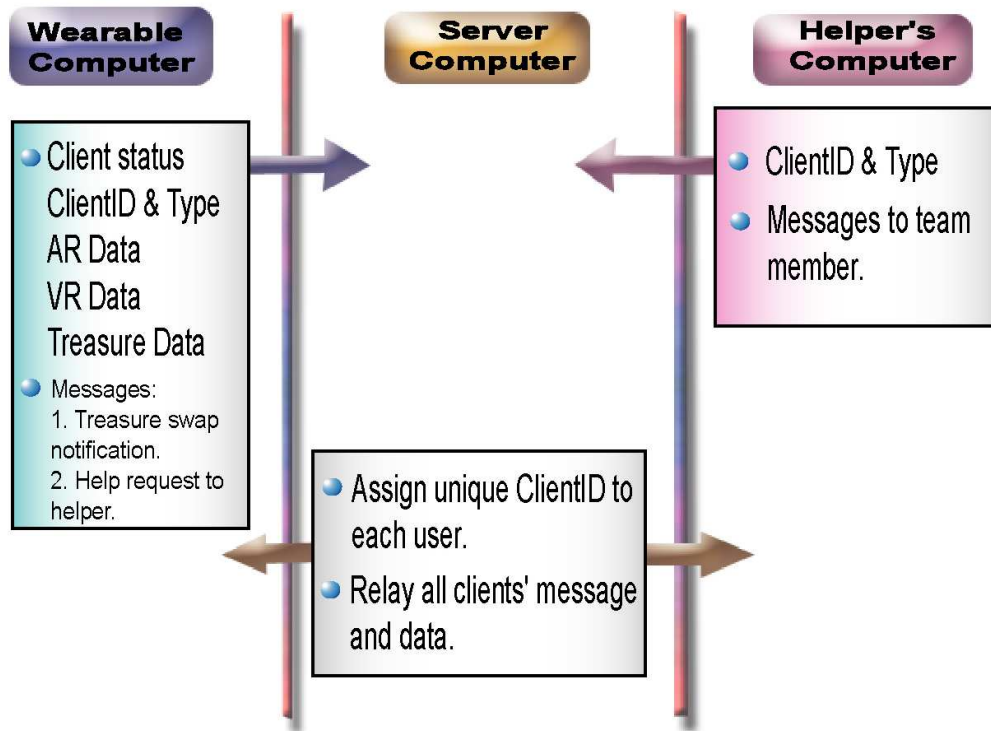 Wearable
Computer
Server
Computer
Helper's
Computer
Client status
ClientID & Type
AR Data
VR Data
Treasure Data
Messages:
1. Treasure swap
notification.
2. Help request to
helper.
ClientID & Type
Messages to team
member.
Assign unique ClientID to
each user.
Relay all clients' message
and data.